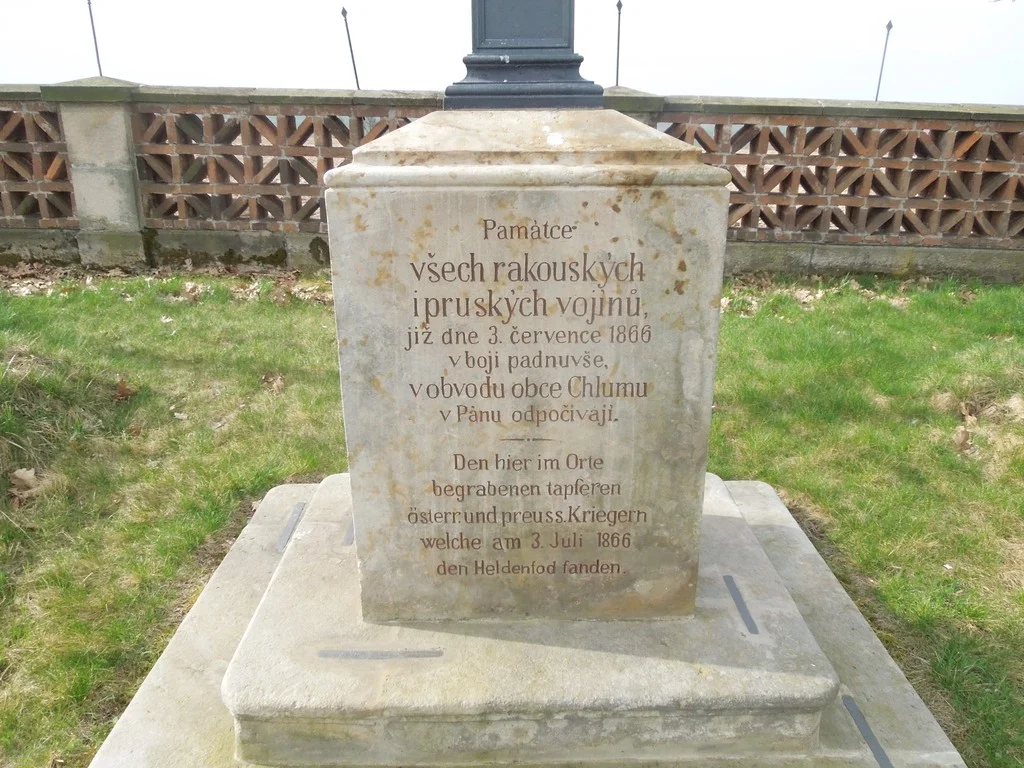 Památce
všech rakouských
i pruských vojínů,
již dne 3. července 1866
v boji padnuvše,
v obvodu obce Chlumu
v Pánu odpočívají.
Den hier im Orte
begrabenen tapferen
österr. und preuss. Kriegern
welche am 3. Juli 1866
den Heldentod fanden.